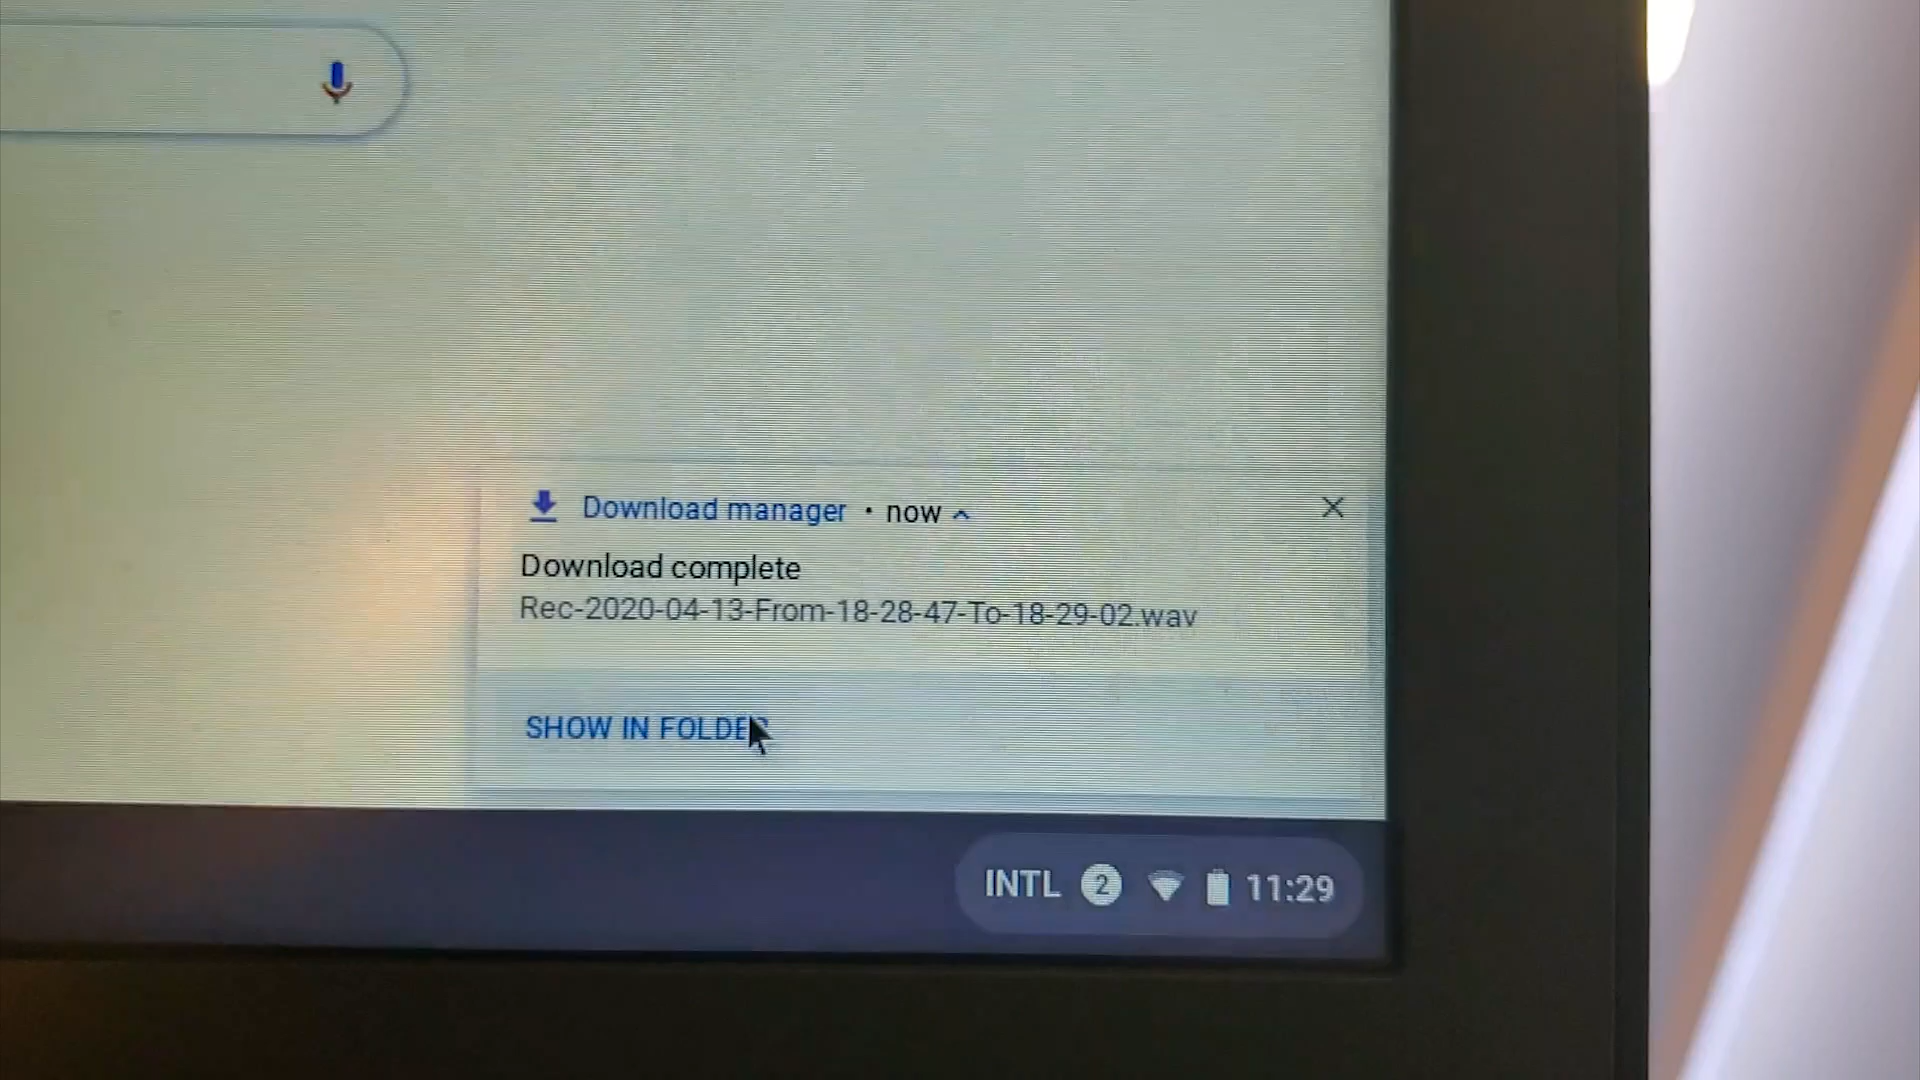 Download manager • now
Download complete
Rec-2020-04-13-From-18-28-47-To-18-29-02.wav
SHOW IN FOLDER
INTL 2 11:29